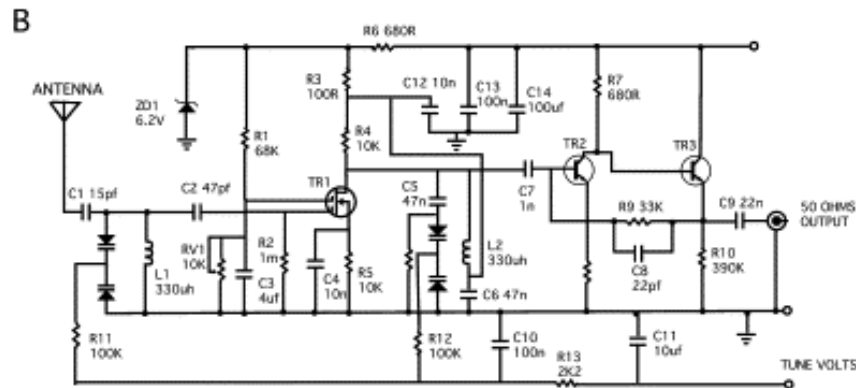 B
R6 680R
ANTENNA
ZD1
6.2V
R3
100R
C12 10n
C13
100n
C14
100uf
R7
680R
R1
68K
R4
10K
TR1
TR2
TR3
C1 15pf
C2 47pf
C5
47n
C7
1n
R9 33K
C9 22n
50 OHMS
OUTPUT
RV1
10K
R2
1m
L1
330uh
C3
4uf
C4
10n
R5
10K
L2
330uh
C6 47n
C8
22pf
R10
390K
R11
100K
R12
100K
C10
100n
R13
2K2
C11
10uf
TUNE VOLTS